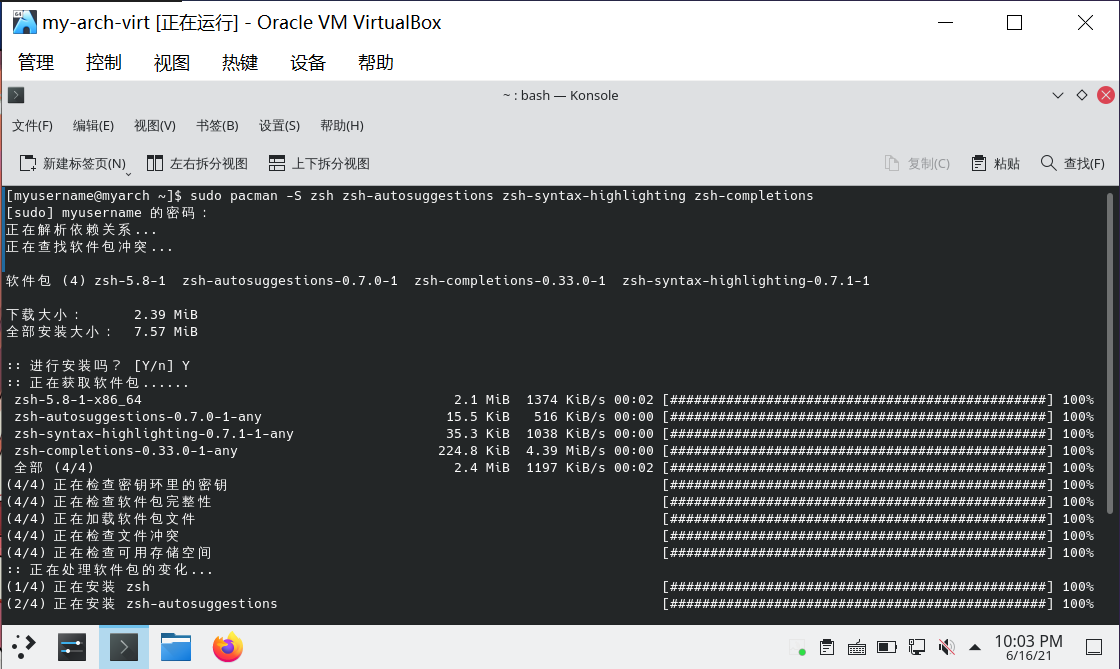 my-arch-virt [正在运行] - Oracle VM VirtualBox
管理 控制 视图 热键 设备 帮助
~ : bash — Konsole
文件(F) 编辑(E) 视图(V) 书签(B) 设置(S) 帮助(H)
新建标签页(N) 左右拆分视图 上下拆分视图 复制(C) 粘贴 查找(F)
[myusername@myarch ~]$ sudo pacman -S zsh zsh-autosuggestions zsh-syntax-highlighting zsh-completions
[sudo] myusername 的密码：
正在解析依赖关系...
正在查找软件包冲突...
软件包 (4) zsh-5.8-1  zsh-autosuggestions-0.7.0-1  zsh-completions-0.33.0-1  zsh-syntax-highlighting-0.7.1-1
下载大小：       2.39 MiB
全部安装大小：  7.57 MiB
:: 进行安装吗？ [Y/n] Y
:: 正在获取软件包......
zsh-5.8-1-x86_64 2.1 MiB 1374 KiB/s 00:02 [###############################################] 100%
zsh-autosuggestions-0.7.0-1-any 15.5 KiB 516 KiB/s 00:00 [###############################################] 100%
zsh-syntax-highlighting-0.7.1-1-any 35.3 KiB 1038 KiB/s 00:00 [###############################################] 100%
zsh-completions-0.33.0-1-any 224.8 KiB 4.39 MiB/s 00:00 [###############################################] 100%
全部 (4/4) 2.4 MiB 1197 KiB/s 00:02 [###############################################] 100%
(4/4) 正在检查密钥环里的密钥 [###############################################] 100%
(4/4) 正在检查软件包完整性 [###############################################] 100%
(4/4) 正在加载软件包文件 [###############################################] 100%
(4/4) 正在检查文件冲突 [###############################################] 100%
(4/4) 正在检查可用存储空间 [###############################################] 100%
:: 正在处理软件包的变化...
(1/4) 正在安装 zsh [###############################################] 100%
(2/4) 正在安装 zsh-autosuggestions [###############################################] 100%
10:03 PM
6/16/21